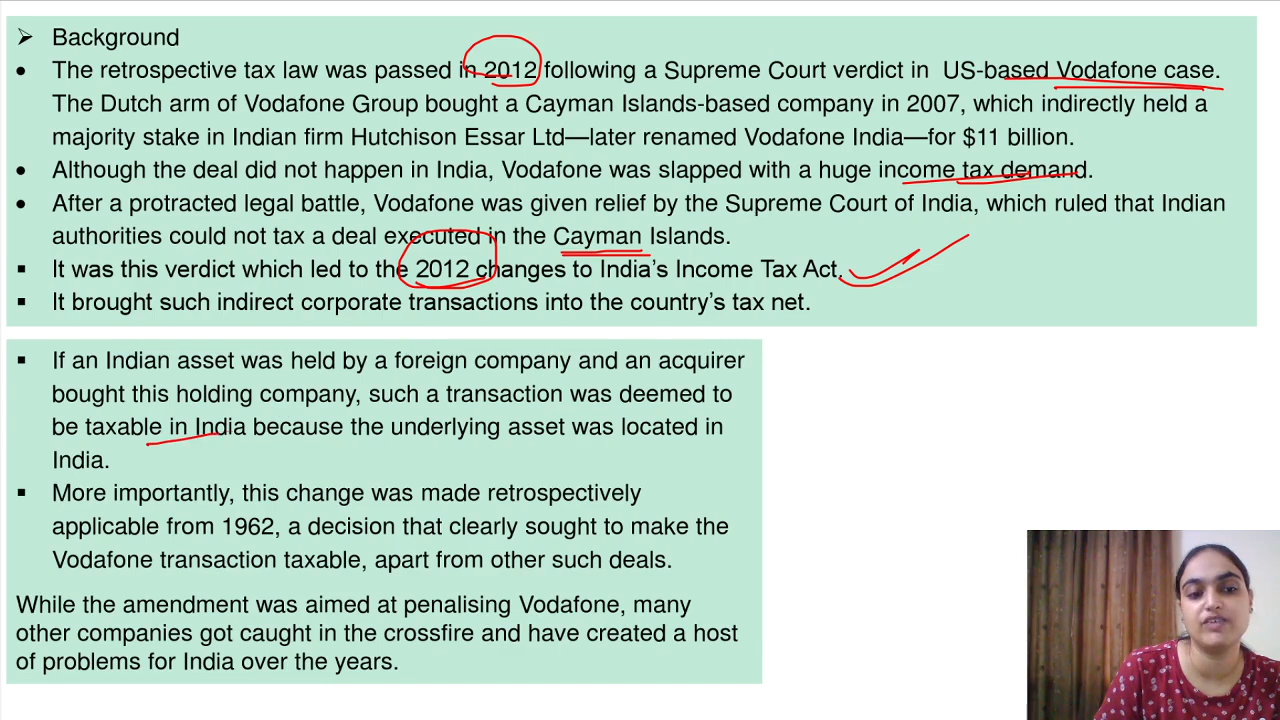 ➢ Background
• The retrospective tax law was passed in 2012 following a Supreme Court verdict in US-based Vodafone case.
The Dutch arm of Vodafone Group bought a Cayman Islands-based company in 2007, which indirectly held a
majority stake in Indian firm Hutchison Essar Ltd—later renamed Vodafone India—for $11 billion.
• Although the deal did not happen in India, Vodafone was slapped with a huge income tax demand.
• After a protracted legal battle, Vodafone was given relief by the Supreme Court of India, which ruled that Indian
authorities could not tax a deal executed in the Cayman Islands.
▪ It was this verdict which led to the 2012 changes to India's Income Tax Act.
▪ It brought such indirect corporate transactions into the country's tax net.
▪ If an Indian asset was held by a foreign company and an acquirer
bought this holding company, such a transaction was deemed to
be taxable in India because the underlying asset was located in
India.
▪ More importantly, this change was made retrospectively
applicable from 1962, a decision that clearly sought to make the
Vodafone transaction taxable, apart from other such deals.
While the amendment was aimed at penalising Vodafone, many
other companies got caught in the crossfire and have created a host
of problems for India over the years.